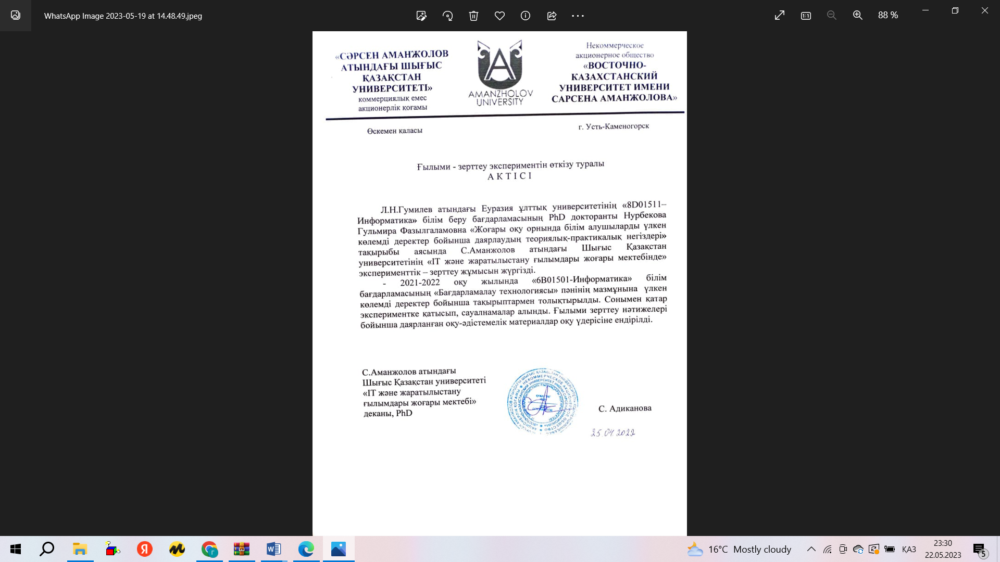 WhatsApp Image 2023-05-19 at 14.48.49.jpeg
88 %
«СӘРСЕН АМАНЖОЛОВ
АТЫНДАҒЫ ШЫҒЫС
ҚАЗАҚСТАН
УНИВЕРСИТЕТІ»
коммерциялық емес
акционерлік қоғамы
AMANZHOLOV
UNIVERSITY
Некоммерческое
акционерное общество
«ВОСТОЧНО-
КАЗАХСТАНСКИЙ
УНИВЕРСИТЕТ ИМЕНИ
САРСЕНА АМАНЖОЛОВА»
Өскемен қаласы
г. Усть-Каменогорск
Ғылыми - зерттеу экспериментін өткізу туралы
А К Т І С І
Л.Н.Гумилев атындағы Еуразия ұлттық университетінің «8D01511–
Информатика» білім беру бағдарламасының PhD докторанты Нурбекова
Гульмира Фазылгаламовна «Жоғары оқу орнында білім алушыларды үлкен
көлемді деректер бойынша даярлаудың теориялық-практикалық негіздері»
тақырыбы аясында С.Аманжолов атындағы Шығыс Қазақстан
университетінің «IT және жаратылыстану ғылымдары жоғары мектебінде»
эксперименттік – зерттеу жұмысын жүргізді.
- 2021-2022 оқу жылында «6В01501-Информатика» білім
бағдарламасының «Бағдарламалау технологиясы» пәнінің мазмұнына үлкен
көлемді деректер бойынша тақырыптармен толықтырылды. Сонымен қатар
экспериментке қатысып, сауалнамалар алынды. Ғылыми зерттеу нәтижелері
бойынша даярланған оқу-әдістемелік материалдар оқу үдерісіне ендірілді.
С.Аманжолов атындағы
Шығыс Қазақстан университеті
«IT және жаратылыстану
ғылымдары жоғары мектебі»
деканы, PhD
С. Адиканова
25.04.2022
16°C Mostly cloudy
ҚАЗ
23:30
22.05.2023
5